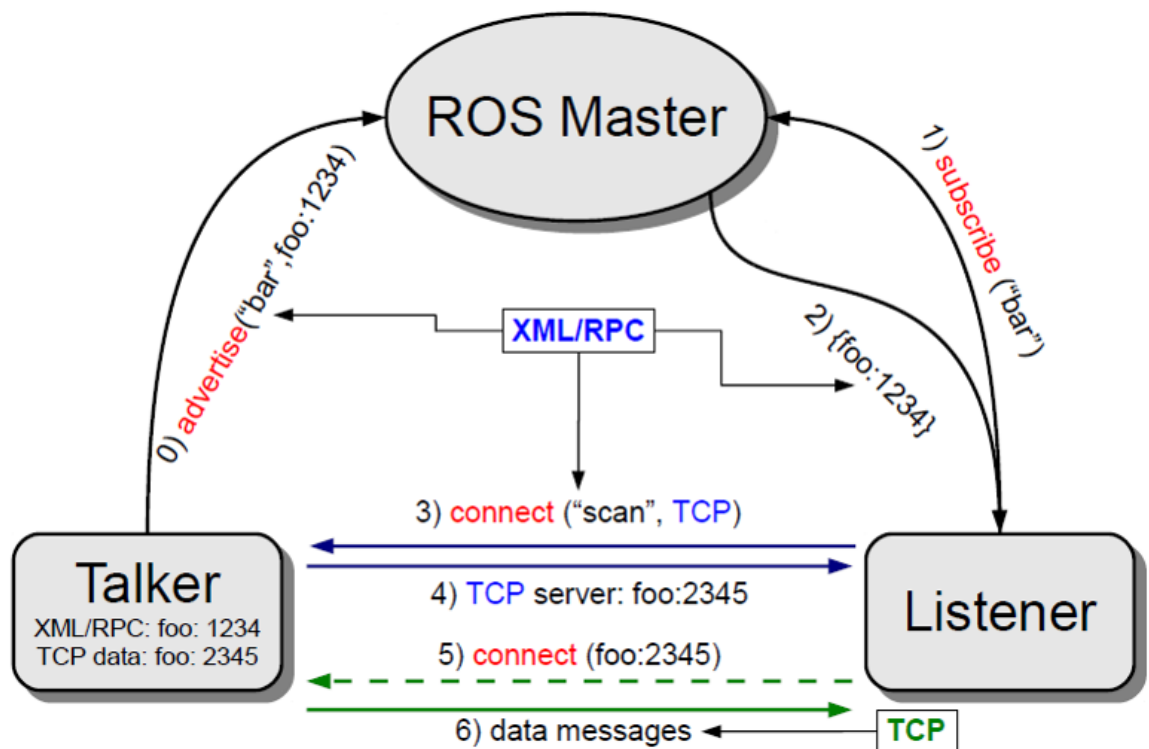 ROS Master
0) advertise(“bar”,foo:1234)
1) subscribe (“bar”)
XML/RPC
2) {foo:1234}
3) connect (“scan”, TCP)
Talker
XML/RPC: foo: 1234
TCP data: foo: 2345
4) TCP server: foo:2345
Listener
5) connect (foo:2345)
6) data messages
TCP